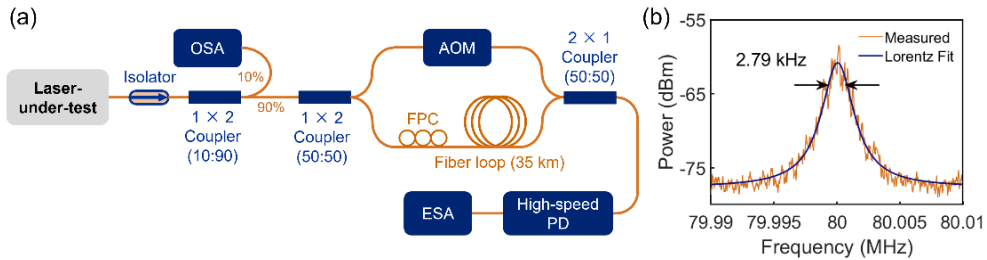 (a)
OSA
Isolator
10%
Laser-
under-test
90%
1 × 2
Coupler
(10:90)
1 × 2
Coupler
(50:50)
AOM
FPC
Fiber loop (35 km)
2 × 1
Coupler
(50:50)
ESA
High-speed
PD
(b)
-55
-65
-75
Power (dBm)
Measured
Lorentz Fit
2.79 kHz
79.99
79.995
80
80.005
80.01
Frequency (MHz)